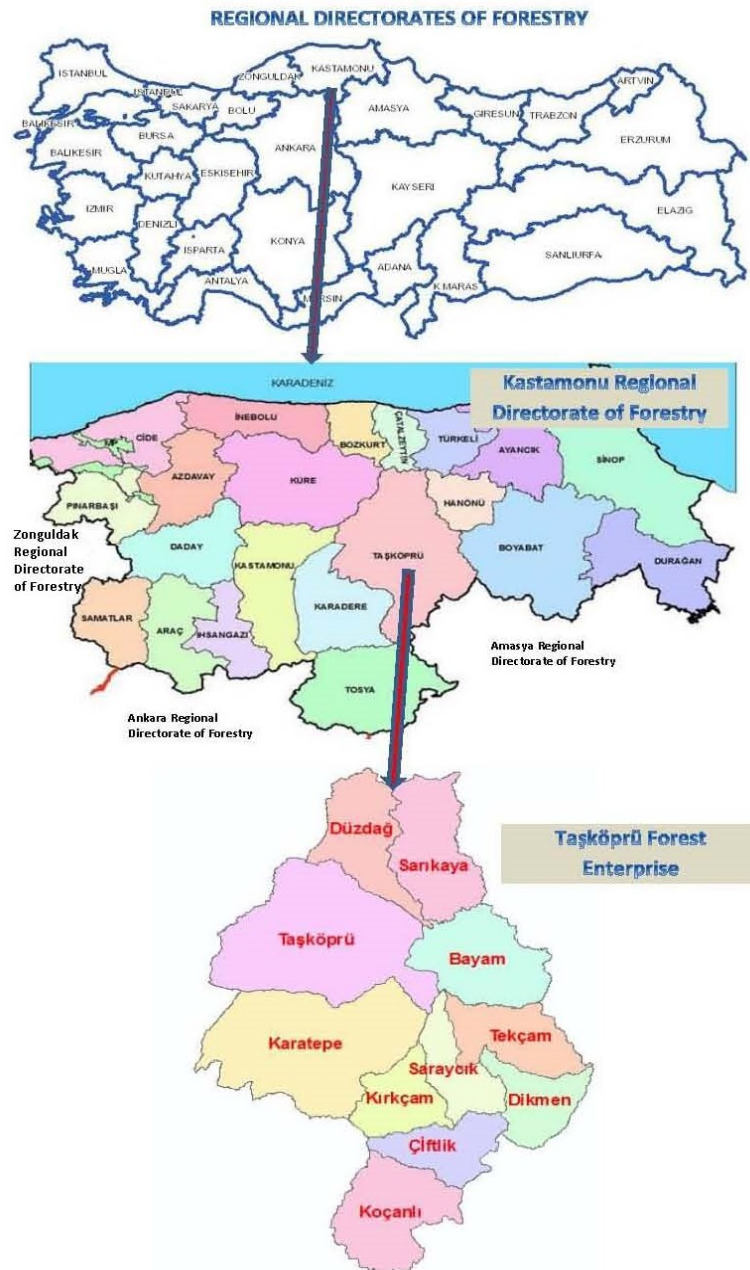 REGIONAL DIRECTORATES OF FORESTRY
ISTANBUL
ZONGULDAK
KASTAMONU
ARTVIN
ISTANBUL
SAKARYA
BOLU
AMASYA
GIRESUN
TRABZON
BALIKESIR
BURSA
ANKARA
ERZURUM
BALIKESIR
KUTAHYA
ESKISEHIR
KAYSERI
IZMIR
DENIZLI
ELAZIG
ISPARTA
KONYA
SANLIURFA
MUGLA
ANTALYA
ADANA
MERSIN
K.MARAS
KARADENIZ
Kastamonu Regional
Directorate of Forestry
CİDE
İNEBOLU
BOZKURT
ÇATALZEYTİN
TÜRKELİ
AYANCIK
SİNOP
MP
AZDAVAY
KÜRE
HANÖNÜ
PINARBAŞI
Zonguldak
Regional
Directorate
of Forestry
DADAY
KASTAMONU
TAŞKÖPRÜ
BOYABAT
DURAĞAN
SAMATLAR
ARAÇ
İHSANGAZİ
KARADERE
Amasya Regional
Directorate of Forestry
TOSYA
Ankara Regional
Directorate of Forestry
Düzdağ
Sarıkaya
Taşköprü Forest
Enterprise
Taşköprü
Bayam
Karatepe
Tekçam
Saraycık
Kırkçam
Dikmen
Çiftlik
Koçanlı